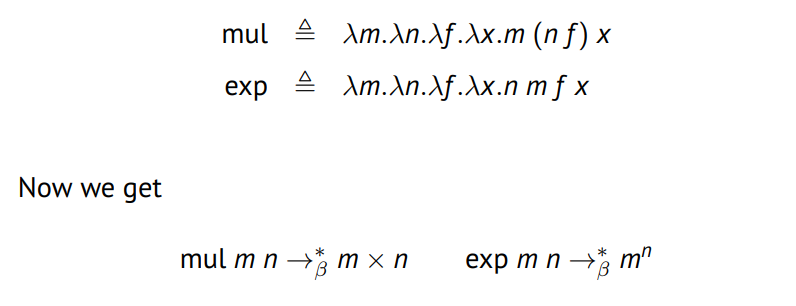 mul ≜ λm.λn.λf.λx.m (n f) x
exp ≜ λm.λn.λf.λx.n m f x
Now we get
mul m n →*β m × n exp m n →*β mⁿ